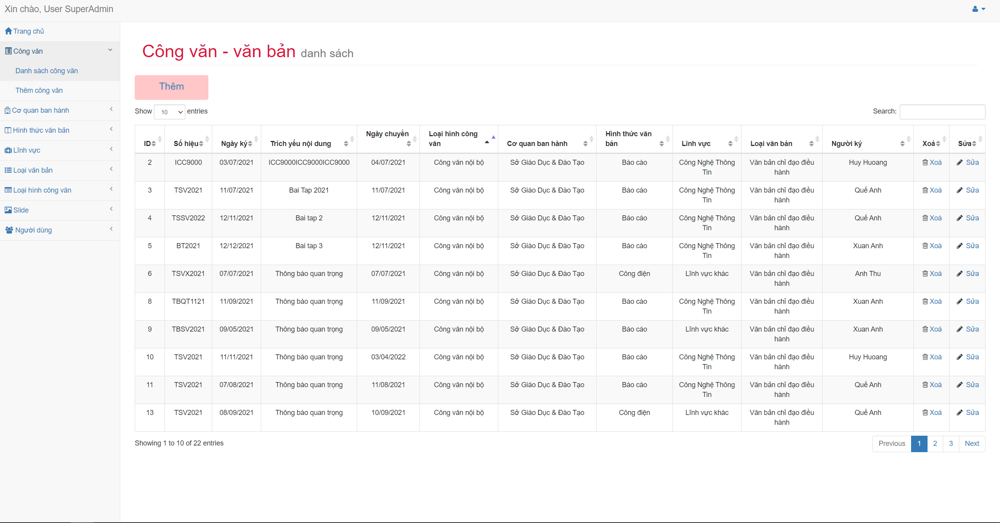 Xin chào, User SuperAdmin
Trang chủ
Công văn
Danh sách công văn
Thêm công văn
Cơ quan ban hành
Hình thức văn bản
Lĩnh vực
Loại văn bản
Loại hình công văn
Slide
Người dùng
Công văn - văn bản danh sách
Thêm
Show 10 entries
Search:
ID Số hiệu Ngày ký Trích yếu nội dung Ngày chuyển Loại hình công văn Cơ quan ban hành Hình thức văn bản Lĩnh vực Loại văn bản Người ký Xoá Sửa
2 ICC9000 03/07/2021 ICC9000ICC9000ICC9000 04/07/2021 Công văn nội bộ Sở Giáo Dục & Đào Tạo Báo cáo Công Nghệ Thông Tin Văn bản chỉ đạo điều hành Huy Huoang Xoá Sửa
3 TSV2021 11/07/2021 Bai Tap 2021 11/07/2021 Công văn nội bộ Sở Giáo Dục & Đào Tạo Báo cáo Công Nghệ Thông Tin Văn bản chỉ đạo điều hành Quế Anh Xoá Sửa
4 TSSV2022 12/11/2021 Bai tap 2 12/11/2021 Công văn nội bộ Sở Giáo Dục & Đào Tạo Báo cáo Công Nghệ Thông Tin Văn bản chỉ đạo điều hành Quế Anh Xoá Sửa
5 BT2021 12/12/2021 Bai tap 3 12/11/2021 Công văn nội bộ Sở Giáo Dục & Đào Tạo Báo cáo Công Nghệ Thông Tin Văn bản chỉ đạo điều hành Xuan Anh Xoá Sửa
6 TSVX2021 07/07/2021 Thông báo quan trọng 07/07/2021 Công văn nội bộ Sở Giáo Dục & Đào Tạo Công điện Lĩnh vực khác Văn bản chỉ đạo điều hành Anh Thu Xoá Sửa
8 TBQT1121 11/09/2021 Thông báo quan trọng 11/09/2021 Công văn nội bộ Sở Giáo Dục & Đào Tạo Báo cáo Công Nghệ Thông Tin Văn bản chỉ đạo điều hành Xuan Anh Xoá Sửa
9 TBSV2021 09/05/2021 Thông báo quan trọng 09/05/2021 Công văn nội bộ Sở Giáo Dục & Đào Tạo Báo cáo Lĩnh vực khác Văn bản chỉ đạo điều hành Xuan Anh Xoá Sửa
10 TSV2021 11/11/2021 Thông báo quan trọng 03/04/2022 Công văn nội bộ Sở Giáo Dục & Đào Tạo Báo cáo Công Nghệ Thông Tin Văn bản chỉ đạo điều hành Huy Huoang Xoá Sửa
11 TSV2021 07/08/2021 Thông báo quan trọng 11/08/2021 Công văn nội bộ Sở Giáo Dục & Đào Tạo Báo cáo Công Nghệ Thông Tin Văn bản chỉ đạo điều hành Quế Anh Xoá Sửa
13 TSV2021 08/09/2021 Thông báo quan trọng 10/09/2021 Công văn nội bộ Sở Giáo Dục & Đào Tạo Công điện Lĩnh vực khác Văn bản chỉ đạo điều hành Quế Anh Xoá Sửa
Showing 1 to 10 of 22 entries
Previous 1 2 3 Next